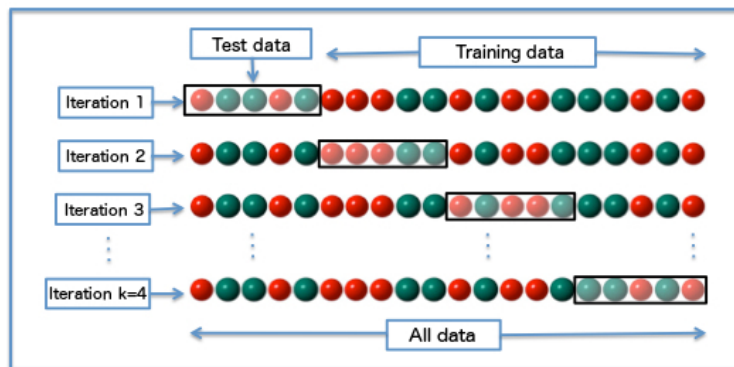 Test data
Training data
Iteration 1
Iteration 2
Iteration 3
Iteration k=4
All data